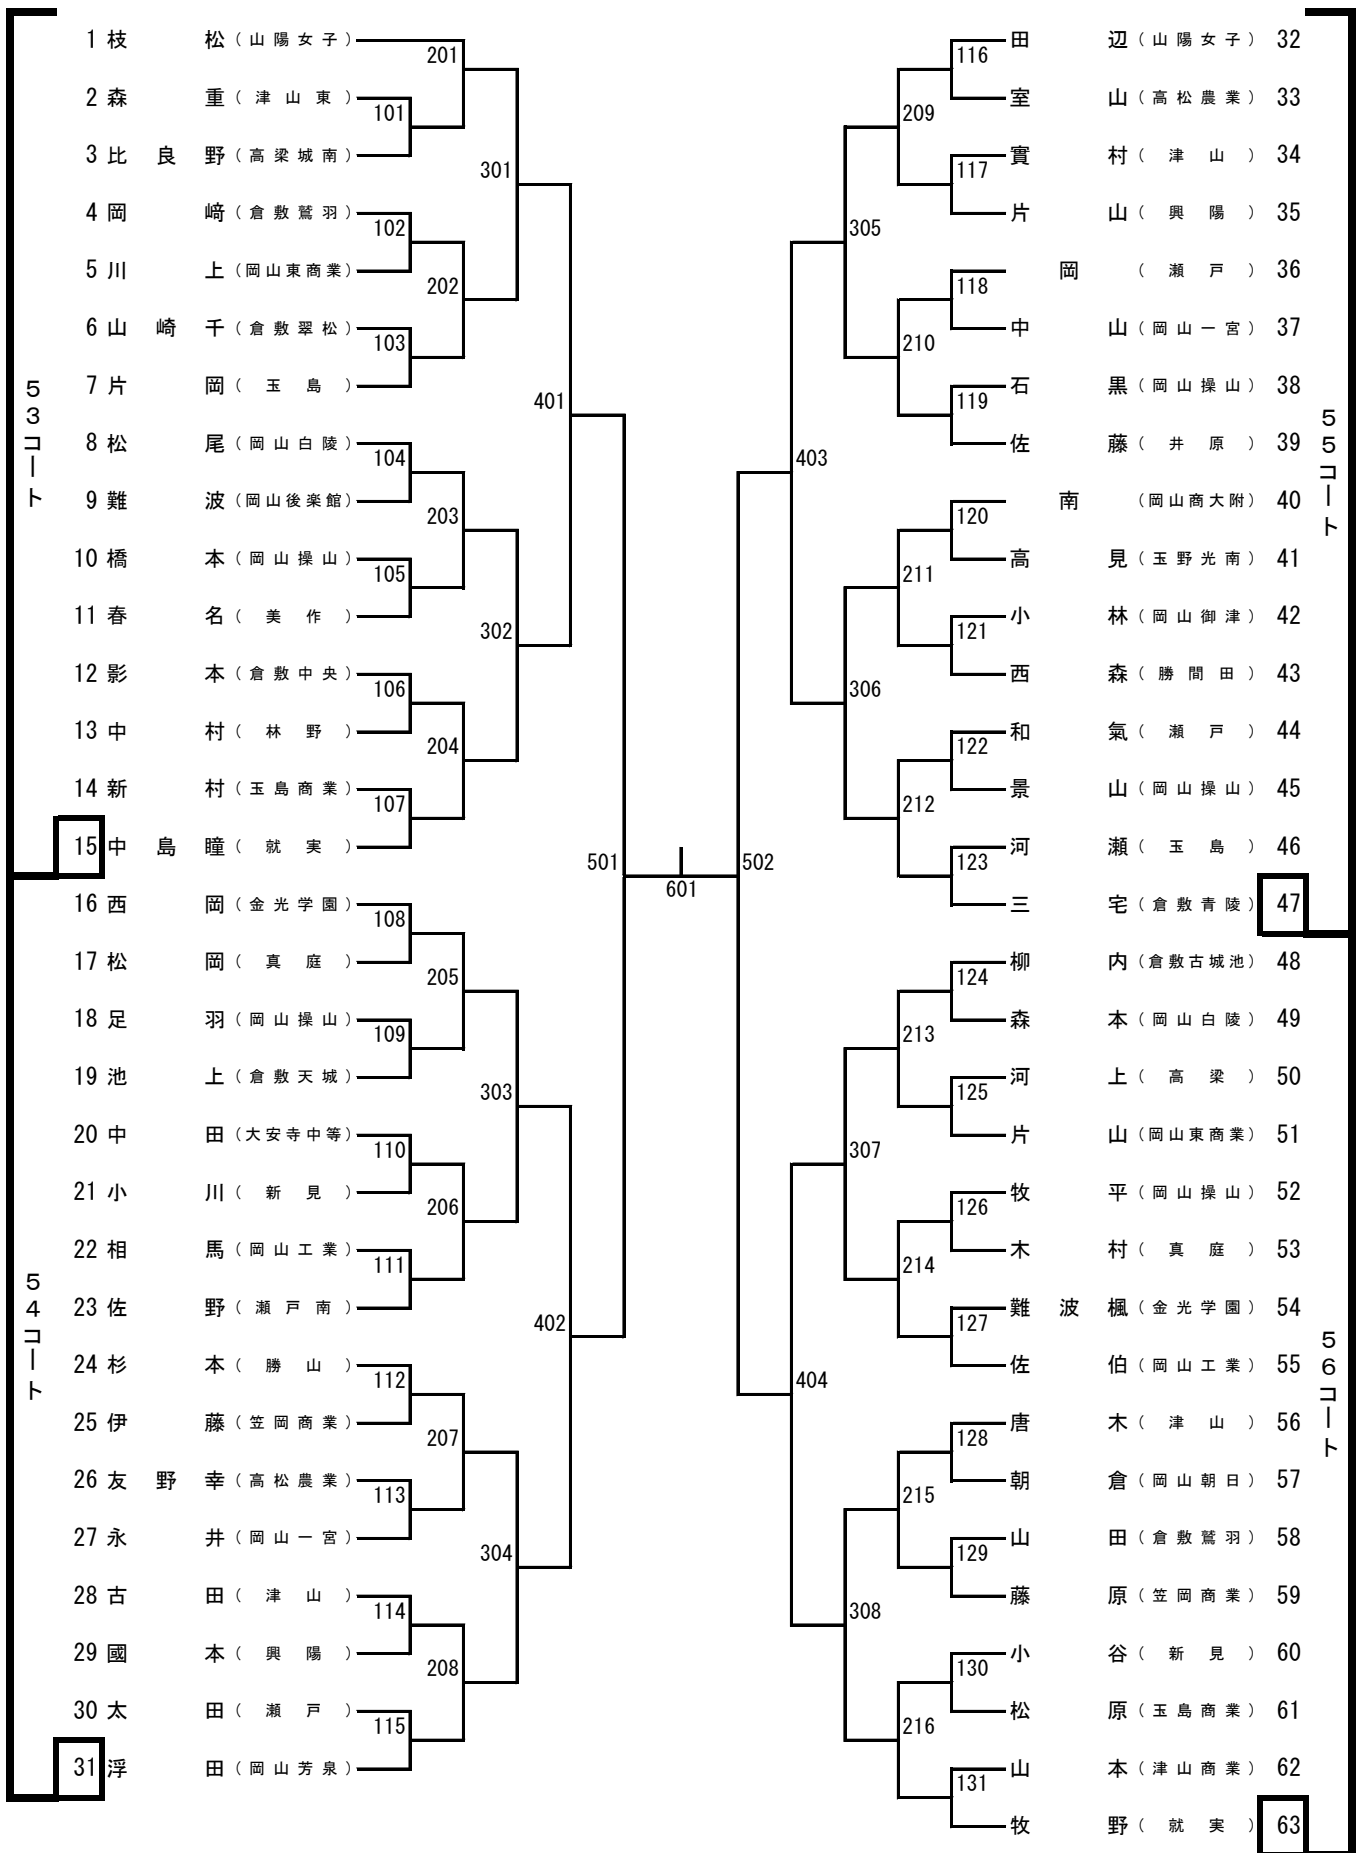 1 枝松（山陽女子）
2 森重（津山東）
3 比良野（高梁城南）
4 岡﨑（倉敷鷲羽）
5 川上（岡山東商業）
6 山崎千（倉敷翠松）
7 片岡（玉島）
8 松尾（岡山白陵）
9 難波（岡山後楽館）
10 橋本（岡山操山）
11 春名（美作）
12 影本（倉敷中央）
13 中村（林野）
14 新村（玉島商業）
15 中島瞳（就実）
16 西岡（金光学園）
17 松岡（真庭）
18 足羽（岡山操山）
19 池上（倉敷天城）
20 中田（大安寺中等）
21 小川（新見）
22 相馬（岡山工業）
23 佐野（瀬戸南）
24 杉本（勝山）
25 伊藤（笠岡商業）
26 友野幸（高松農業）
27 永井（岡山一宮）
28 古田（津山）
29 國本（興陽）
30 太田（瀬戸）
31 浮田（岡山芳泉）
53コート
54コート
101
102
103
104
105
106
107
108
109
110
111
112
113
114
115
201
202
203
204
205
206
207
208
301
302
303
304
401
402
501
601
502
403
404
305
306
307
308
209
210
211
212
213
214
215
216
116
117
118
119
120
121
122
123
124
125
126
127
128
129
130
131
田辺（山陽女子）32
室山（高松農業）33
實村（津山）34
片山（興陽）35
岡（瀬戸）36
中山（岡山一宮）37
石黒（岡山操山）38
佐藤（井原）39
南（岡山商大附）40
高見（玉野光南）41
小林（岡山御津）42
西森（勝間田）43
和氣（瀬戸）44
景山（岡山操山）45
河瀬（玉島）46
三宅（倉敷青陵）47
柳内（倉敷古城池）48
森本（岡山白陵）49
河上（高梁）50
片山（岡山東商業）51
牧平（岡山操山）52
木村（真庭）53
難波楓（金光学園）54
佐伯（岡山工業）55
唐木（津山）56
朝倉（岡山朝日）57
山田（倉敷鷲羽）58
藤原（笠岡商業）59
小谷（新見）60
松原（玉島商業）61
山本（津山商業）62
牧野（就実）63
55コート
56コート